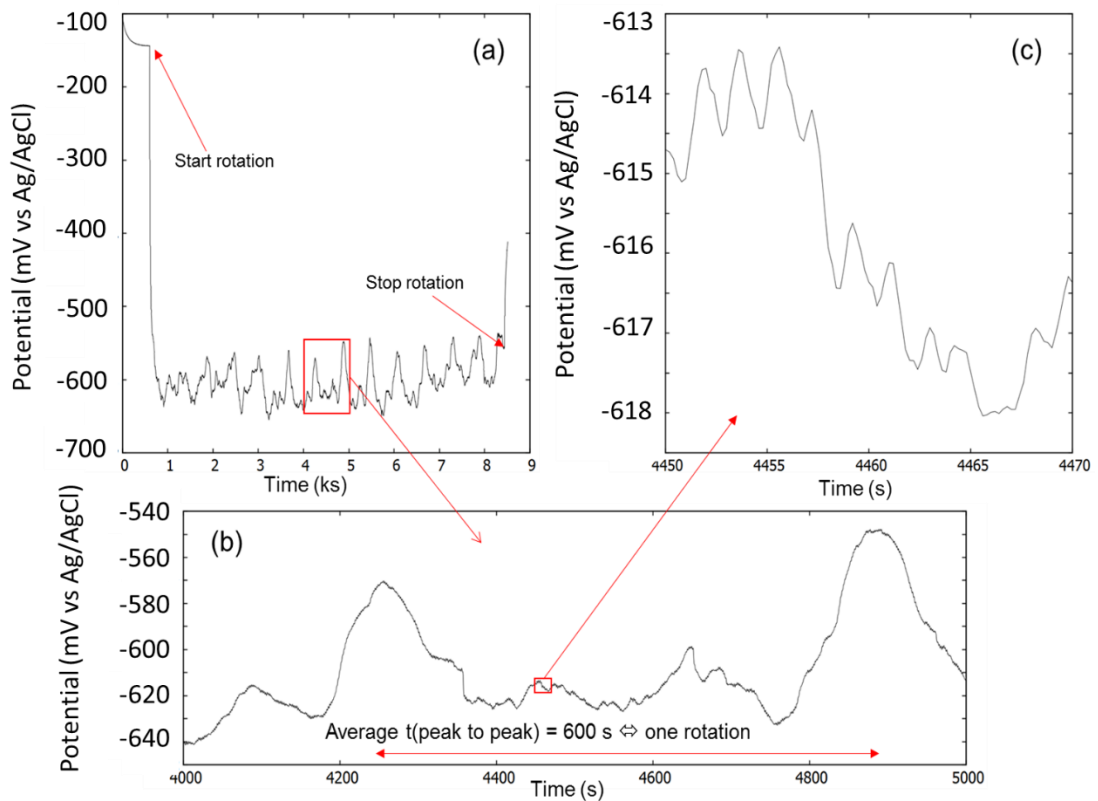 -100
-200
-300
-400
-500
-600
-700
Potential (mV vs Ag/AgCl)
(a)
Start rotation
Stop rotation
0 1 2 3 4 5 6 7 8 9
Time (ks)
-613
-614
-615
-616
-617
-618
Potential (mV vs Ag/AgCl)
(c)
4450 4455 4460 4465 4470
Time (s)
-540
-560
-580
-600
-620
-640
Potential (mV vs Ag/AgCl)
(b)
Average t(peak to peak) = 600 s ⇔ one rotation
4000 4200 4400 4600 4800 5000
Time (s)